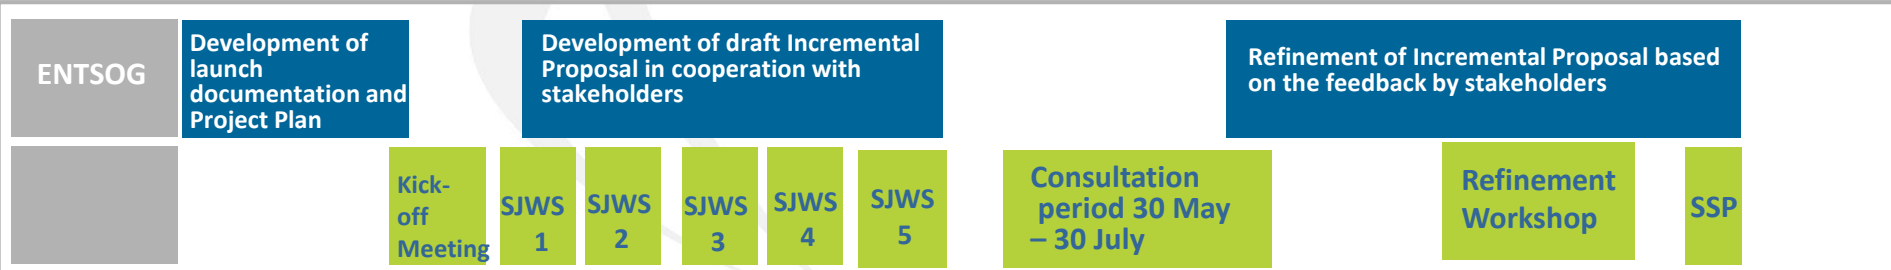 ENTSOG
Development of
launch
documentation and
Project Plan
Development of draft Incremental
Proposal in cooperation with
stakeholders
Refinement of Incremental Proposal based
on the feedback by stakeholders
Kick-
off
Meeting
SJWS
1
SJWS
2
SJWS
3
SJWS
4
SJWS
5
Consultation
period 30 May
– 30 July
Refinement
Workshop
SSP